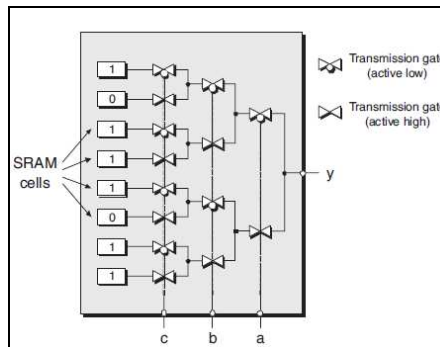 1
0
1
1
1
0
1
1
SRAM
cells
Transmission gate
(active low)
Transmission gate
(active high)
y
c b a